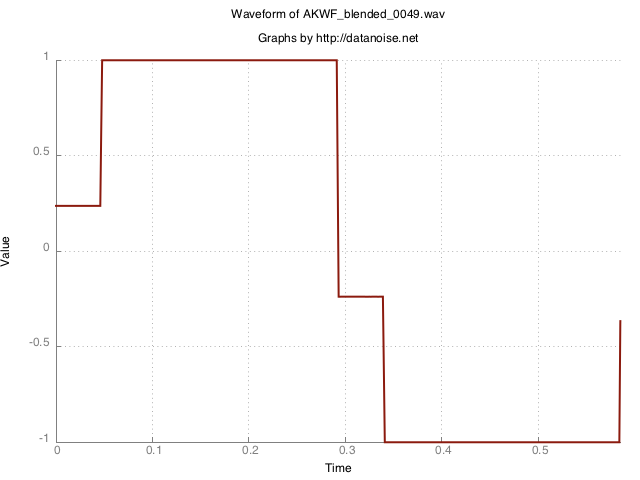 Waveform of AKWF_blended_0049.wav
Graphs by http://datanoise.net
1
0.5
0
-0.5
-1
Value
0 0.1 0.2 0.3 0.4 0.5
Time